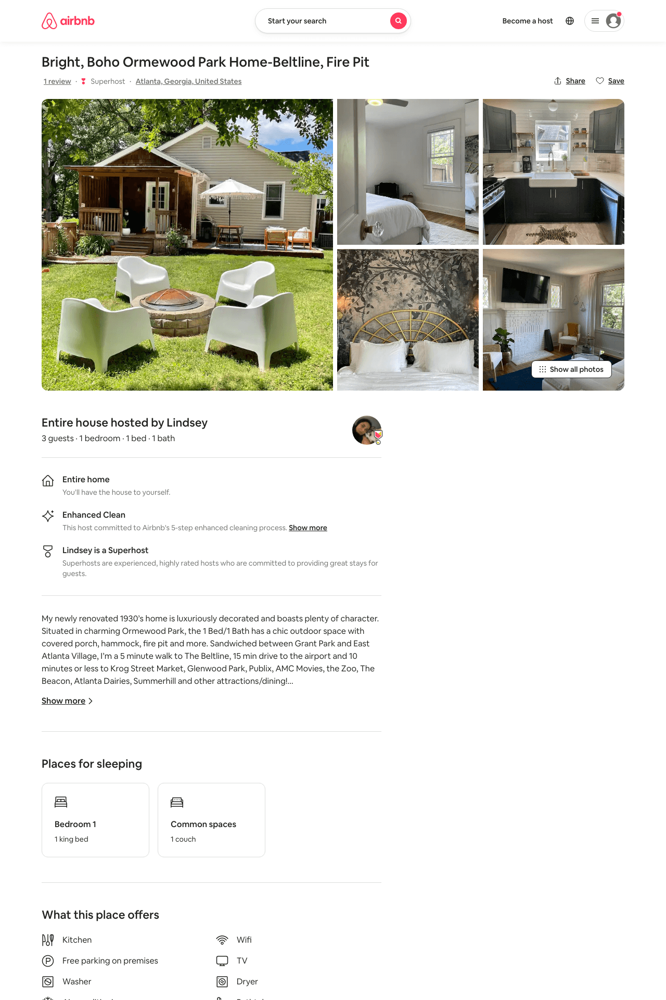 airbnb
Start your search
Become a host
Bright, Boho Ormewood Park Home-Beltline, Fire Pit
1 review · Superhost · Atlanta, Georgia, United States
Share Save
Show all photos
Entire house hosted by Lindsey
3 guests · 1 bedroom · 1 bed · 1 bath
Entire home
You’ll have the house to yourself.
Enhanced Clean
This host committed to Airbnb's 5-step enhanced cleaning process. Show more
Lindsey is a Superhost
Superhosts are experienced, highly rated hosts who are committed to providing great stays for
guests.
My newly renovated 1930’s home is luxuriously decorated and boasts plenty of character.
Situated in charming Ormewood Park, the 1 Bed/1 Bath has a chic outdoor space with
covered porch, hammock, fire pit and more. Sandwiched between Grant Park and East
Atlanta Village, I’m a 5 minute walk to The Beltline, 15 min drive to the airport and 10
minutes or less to Krog Street Market, Glenwood Park, Publix, AMC Movies, the Zoo, The
Beacon, Atlanta Dairies, Summerhill and other attractions/dining!...
Show more
Places for sleeping
Bedroom 1
1 king bed
Common spaces
1 couch
What this place offers
Kitchen
Wifi
Free parking on premises
TV
Washer
Dryer